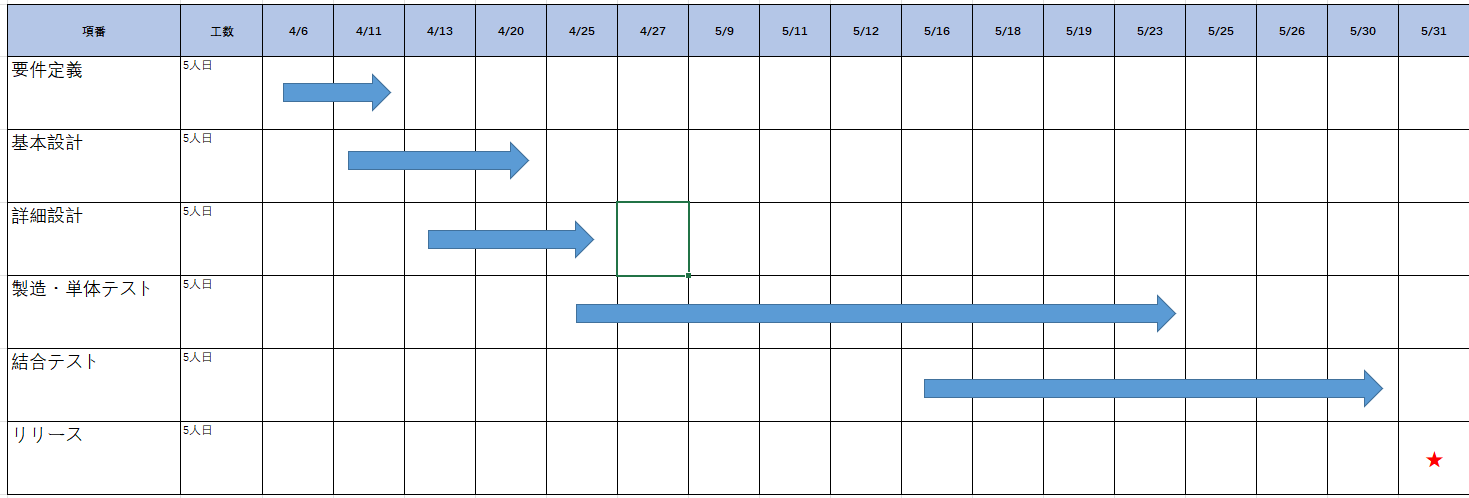 項番 工数 4/6 4/11 4/13 4/20 4/25 4/27 5/9 5/11 5/12 5/16 5/18 5/19 5/23 5/25 5/26 5/30 5/31
要件定義 5人日
基本設計 5人日
詳細設計 5人日
製造・単体テスト 5人日
結合テスト 5人日
リリース 5人日
★